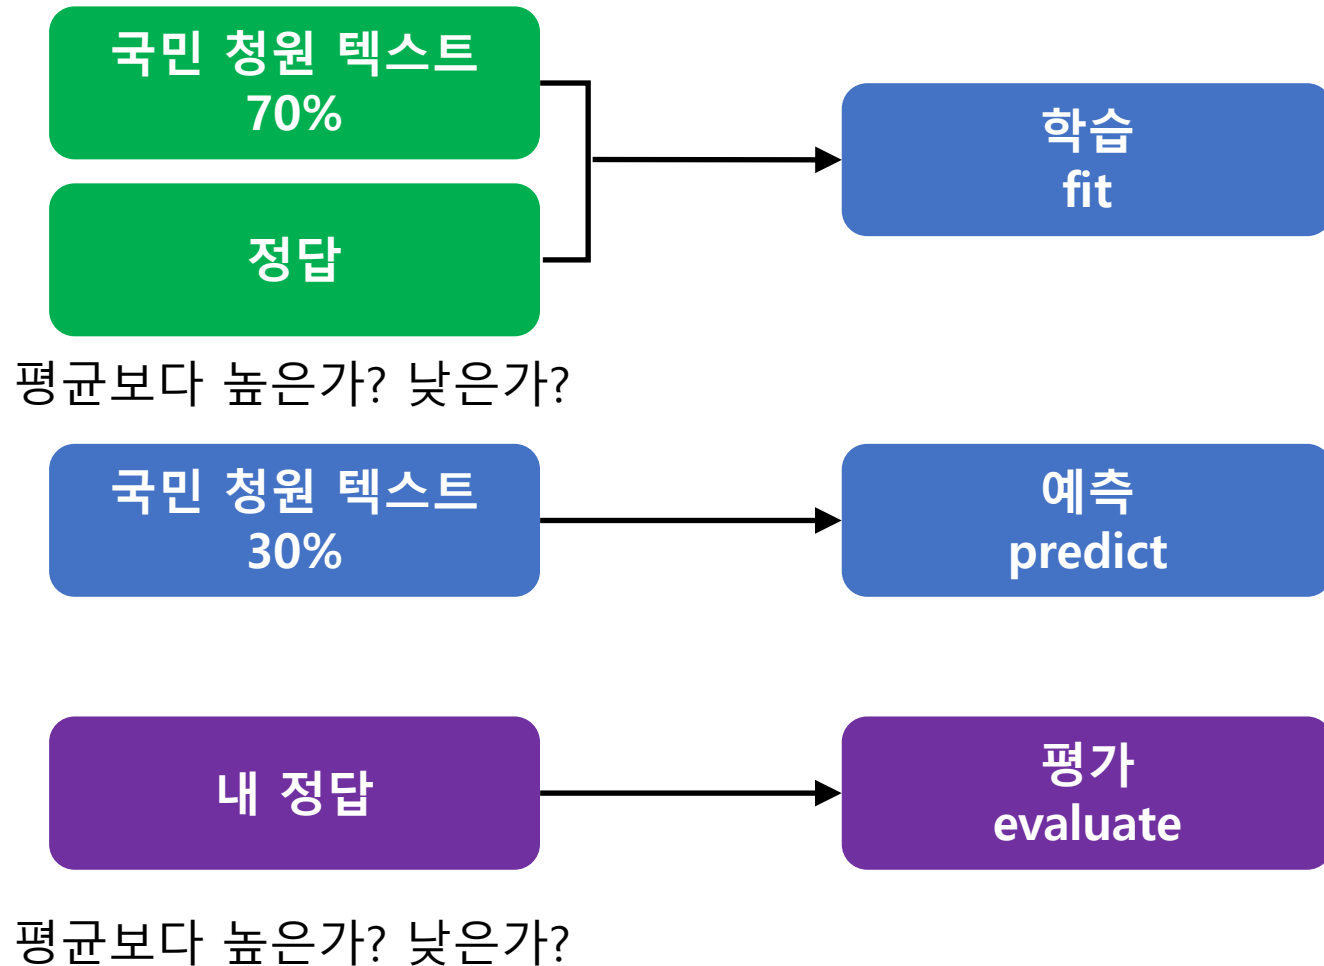 국민 청원 텍스트
70%
학습
fit
정답
평균보다 높은가? 낮은가?
국민 청원 텍스트
30%
예측
predict
내 정답
평가
evaluate
평균보다 높은가? 낮은가?